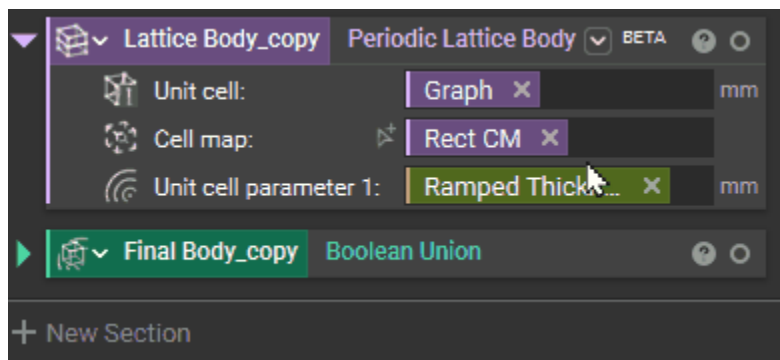 Lattice Body_copy Periodic Lattice Body BETA
Unit cell: Graph mm
Cell map: Rect CM
Unit cell parameter 1: Ramped mm
Final Body_copy Boolean Union
New Section